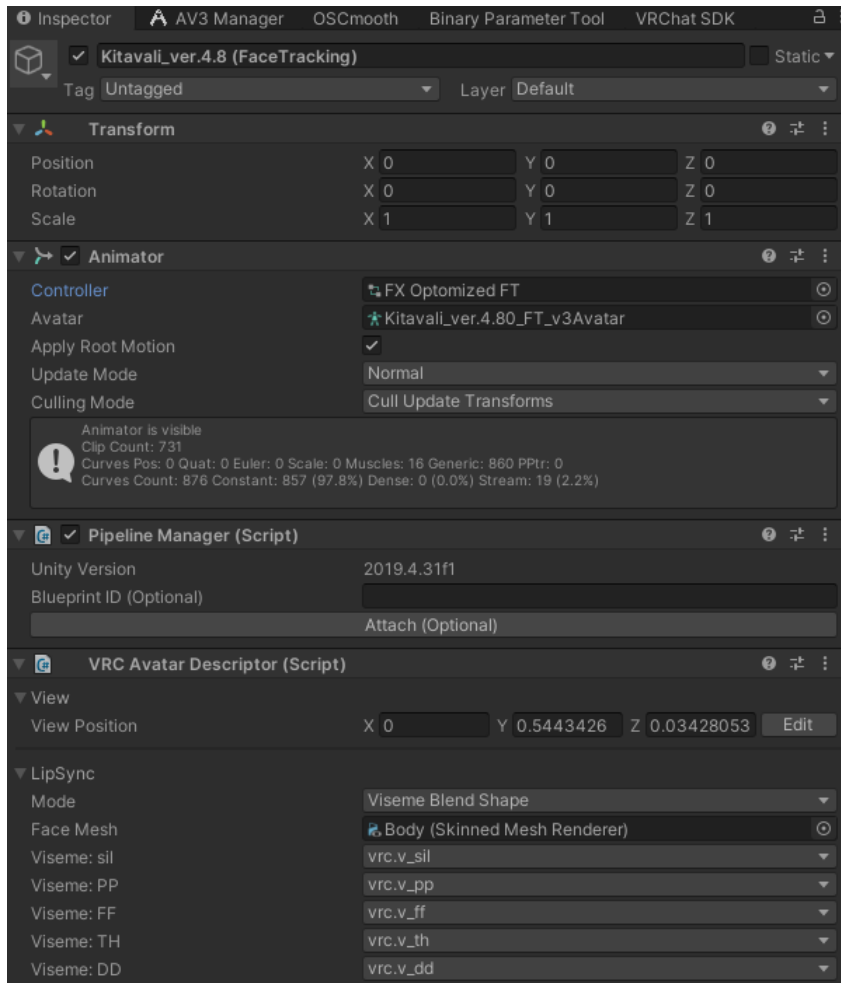 Inspector AV3 Manager OSCmooth Binary Parameter Tool VRChat SDK
Kitavali_ver.4.8 (FaceTracking) Static
Tag Untagged Layer Default
Transform
Position X 0 Y 0 Z 0
Rotation X 0 Y 0 Z 0
Scale X 1 Y 1 Z 1
Animator
Controller FX Optomized FT
Avatar Kitavali_ver.4.80_FT_v3Avatar
Apply Root Motion
Update Mode Normal
Culling Mode Cull Update Transforms
Animator is visible
Clip Count: 731
Curves Pos: 0 Quat: 0 Euler: 0 Scale: 0 Muscles: 16 Generic: 860 PPtr: 0
Curves Count: 876 Constant: 857 (97.8%) Dense: 0 (0.0%) Stream: 19 (2.2%)
Pipeline Manager (Script)
Unity Version 2019.4.31f1
Blueprint ID (Optional)
Attach (Optional)
VRC Avatar Descriptor (Script)
View
View Position X 0 Y 0.5443426 Z 0.03428053 Edit
LipSync
Mode Viseme Blend Shape
Face Mesh Body (Skinned Mesh Renderer)
Viseme: sil vrc.v_sil
Viseme: PP vrc.v_pp
Viseme: FF vrc.v_ff
Viseme: TH vrc.v_th
Viseme: DD vrc.v_dd